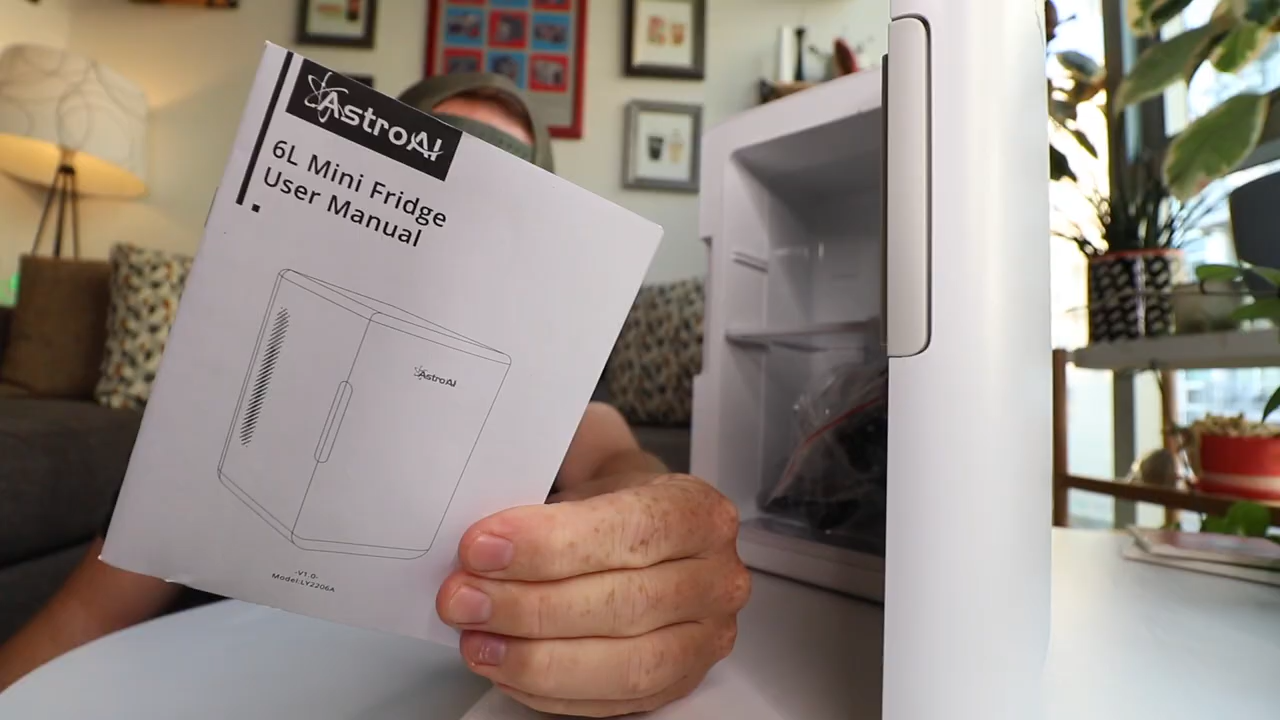 AstroAI
6L Mini Fridge
User Manual
AstroAI
-V1.0-
Model:LY2206A